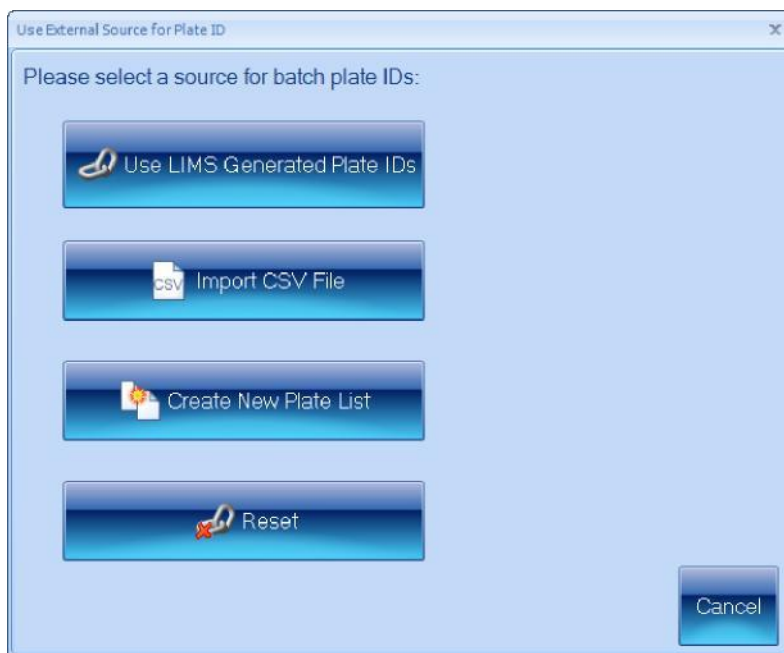 Use External Source for Plate ID
Please select a source for batch plate IDs:
Use LIMS Generated Plate IDs
CSV Import CSV File
Create New Plate List
Reset
Cancel